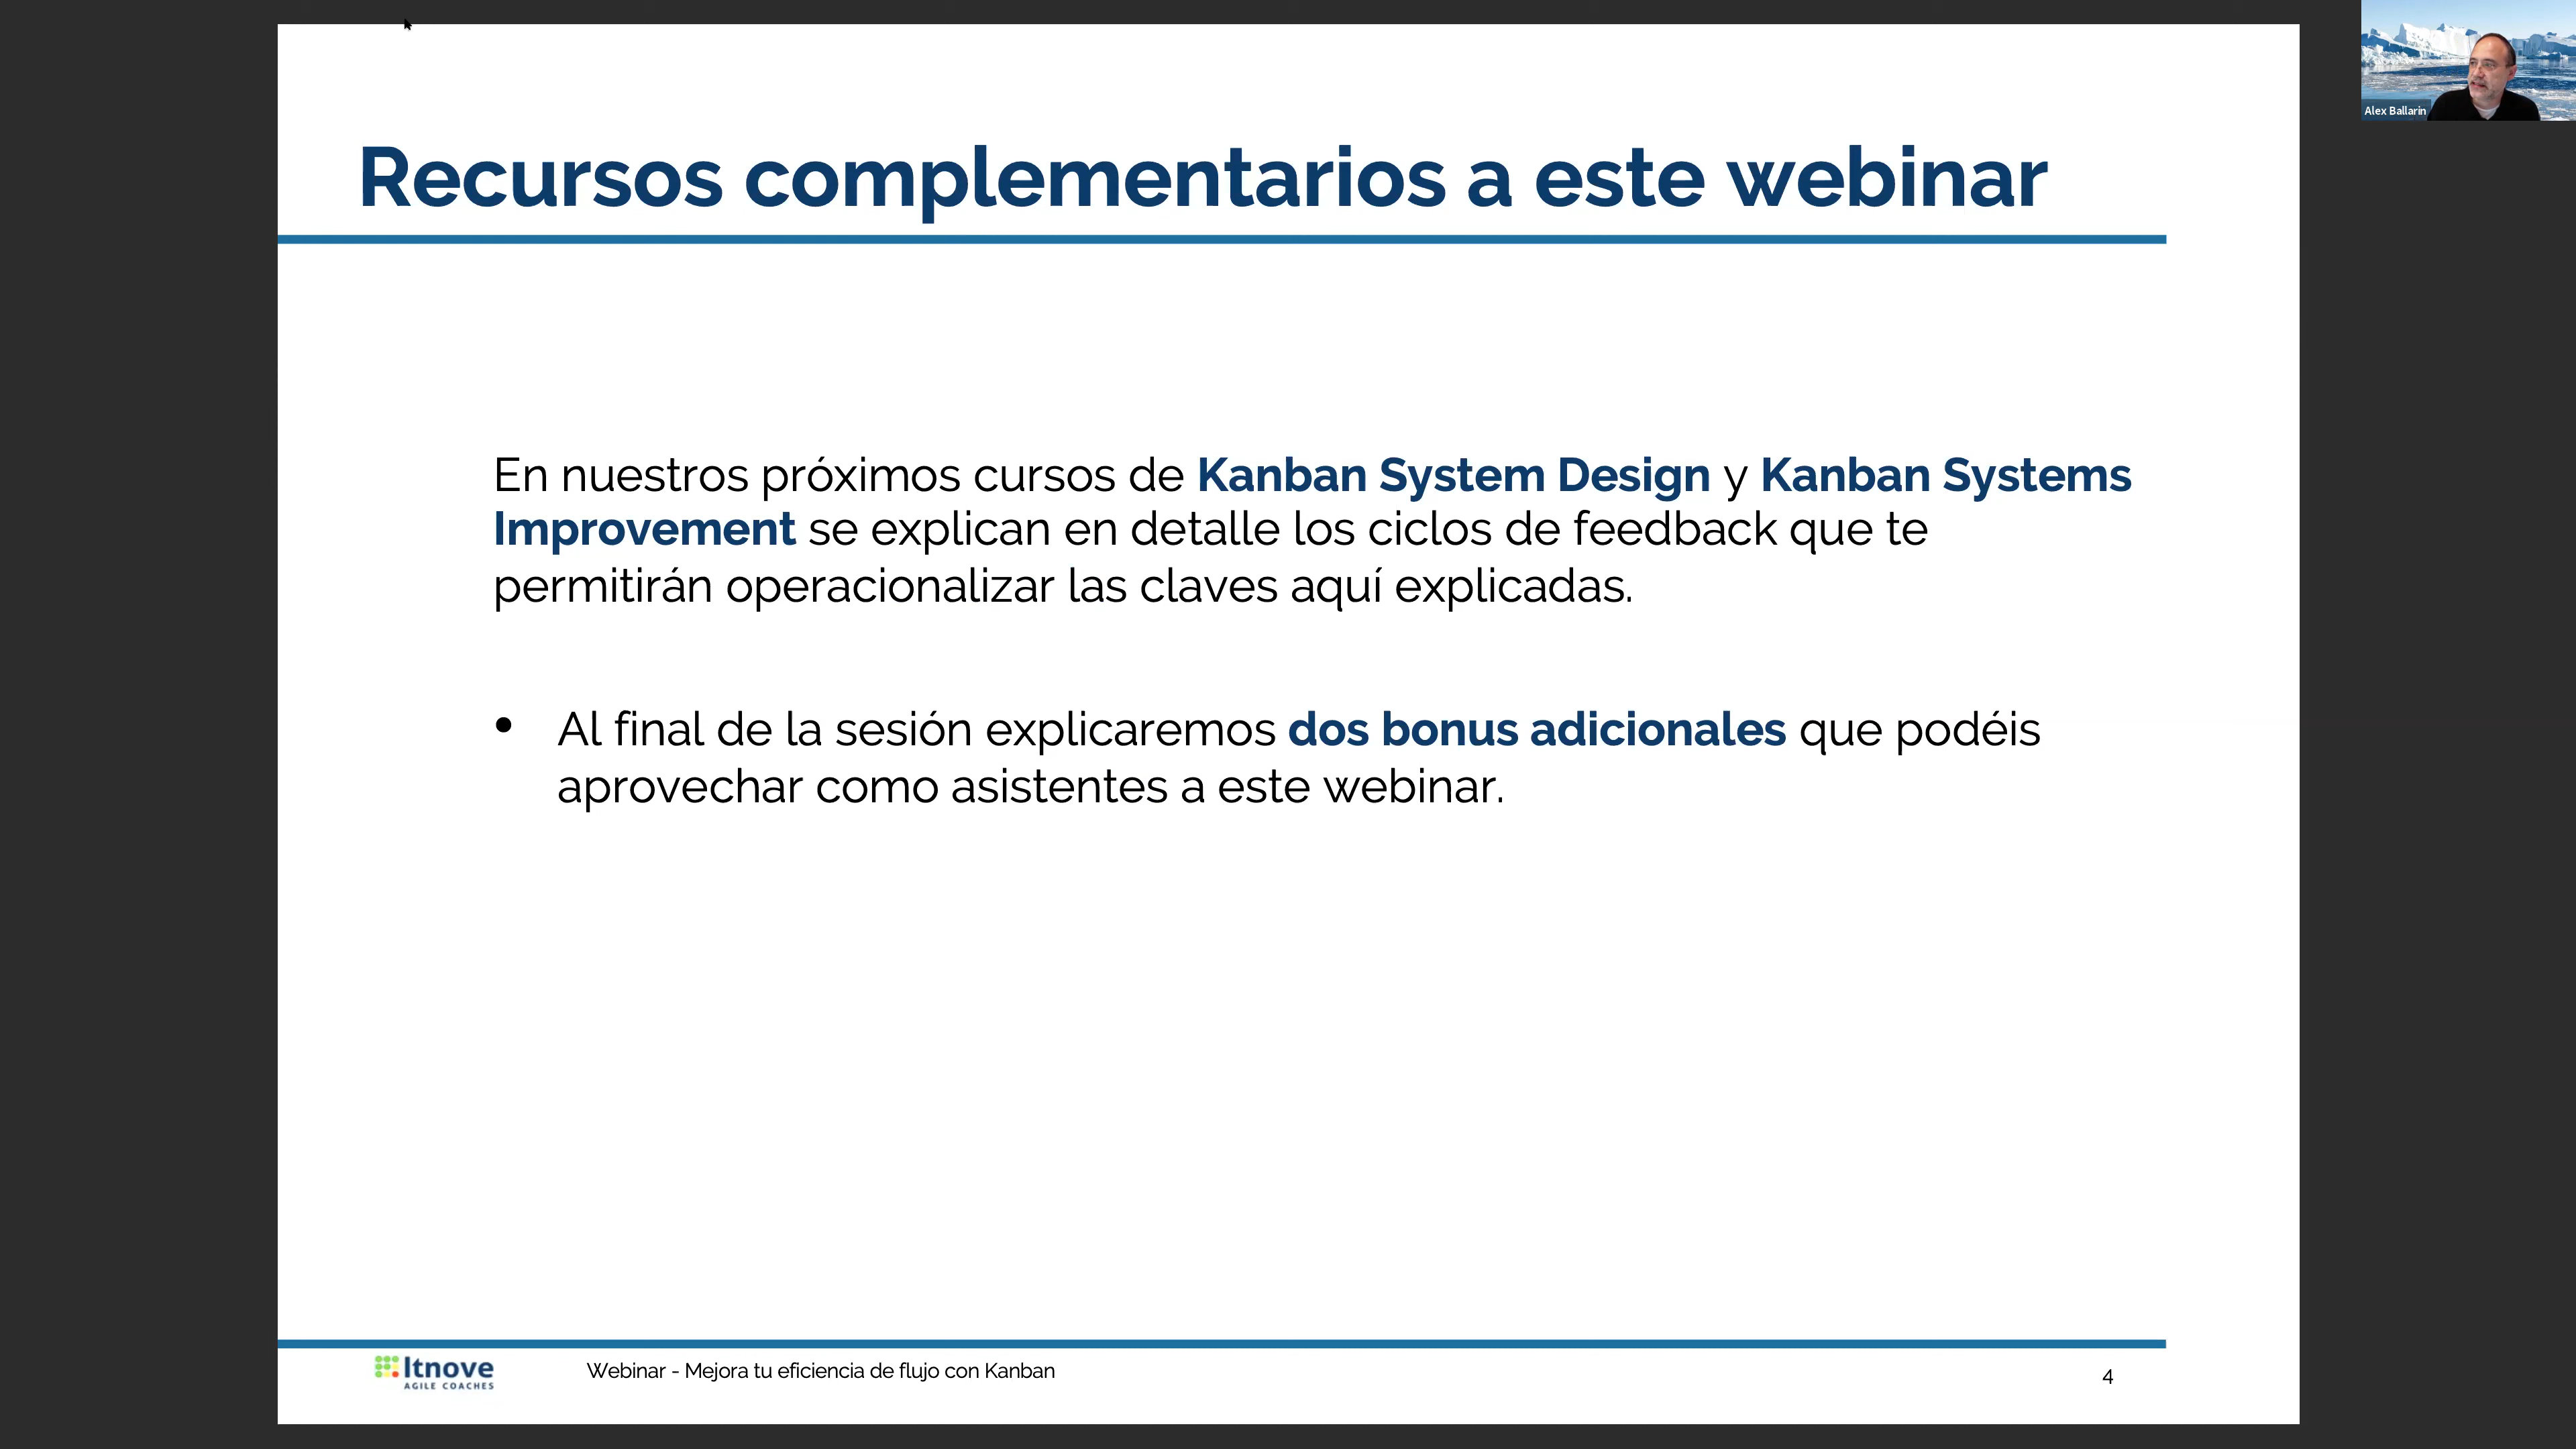 Alex Ballarin
Recursos complementarios a este webinar
En nuestros próximos cursos de Kanban System Design y Kanban Systems
Improvement se explican en detalle los ciclos de feedback que te
permitirán operacionalizar las claves aquí explicadas.
• Al final de la sesión explicaremos dos bonus adicionales que podéis
aprovechar como asistentes a este webinar.
Itnove
AGILE COACHES
Webinar - Mejora tu eficiencia de flujo con Kanban
4